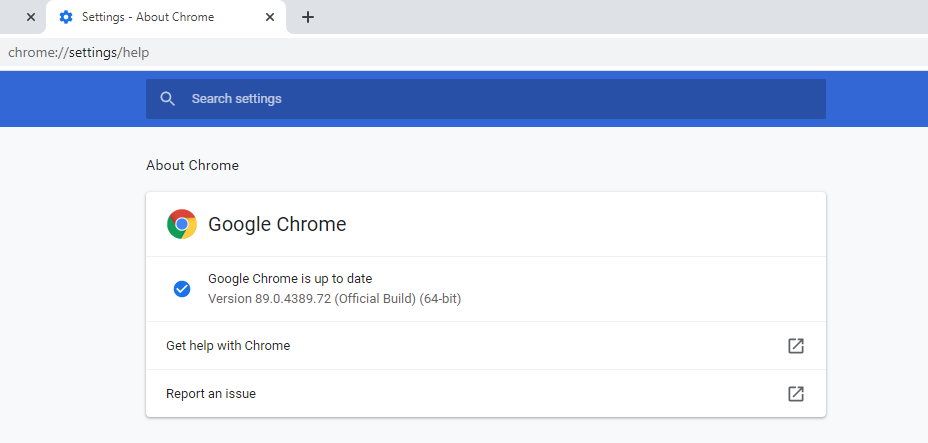 Settings - About Chrome
chrome://settings/help
Search settings
About Chrome
Google Chrome
Google Chrome is up to date
Version 89.0.4389.72 (Official Build) (64-bit)
Get help with Chrome
Report an issue